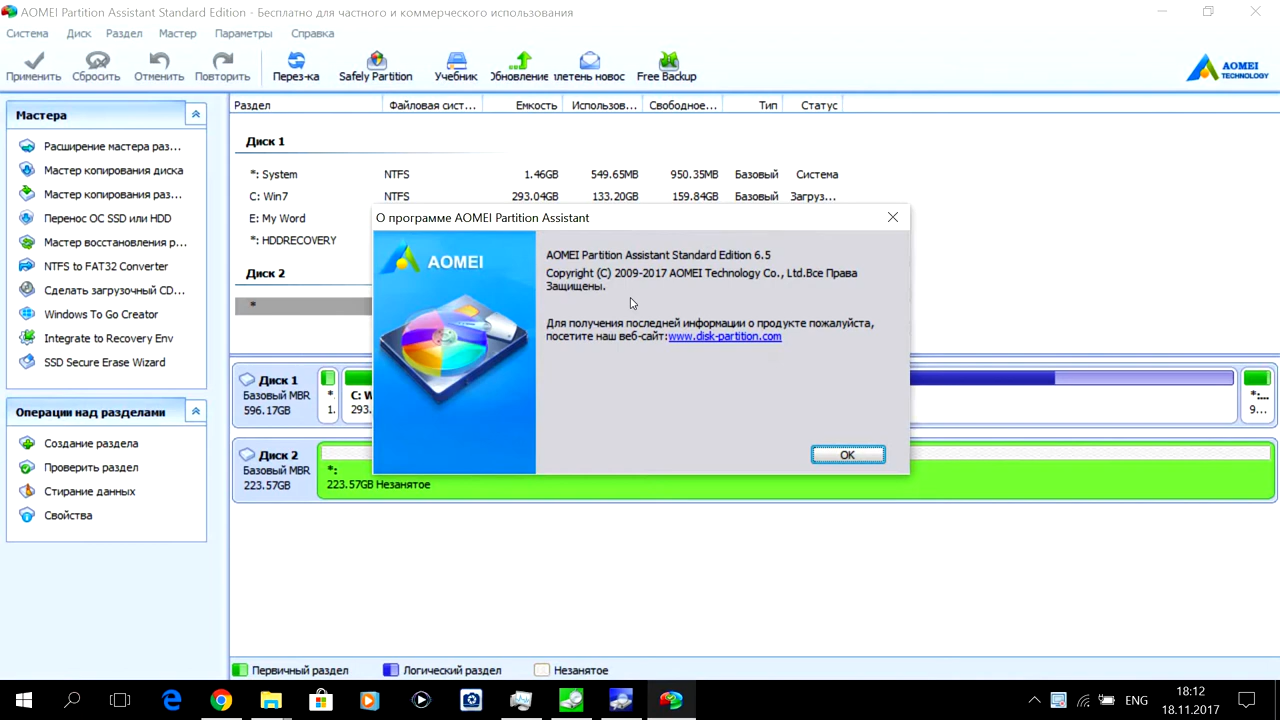 AOMEI Partition Assistant Standard Edition - Бесплатно для частного и коммерческого использования
Система Диск Раздел Мастер Параметры Справка
Применить Сбросить Отменить Повторить Перез-ка Safely Partition Учебник Обновление летень новос Free Backup
AOMEI
TECHNOLOGY
Мастера
Расширение мастера раз...
Мастер копирования диска
Мастер копирования раз...
Перенос ОС SSD или HDD
Мастер восстановления р...
NTFS to FAT32 Converter
Сделать загрузочный CD...
Windows To Go Creator
Integrate to Recovery Env
SSD Secure Erase Wizard
Операции над разделами
Создание раздела
Проверить раздел
Стирание данных
Свойства
Раздел Файловая сист... Емкость Использов... Свободное... Тип Статус
Диск 1
*: System NTFS 1.46GB 549.65MB 950.35MB Базовый Система
C: Win7 NTFS 293.04GB 133.20GB 159.84GB Базовый Загруз...
E: My Word
*: HDDRECOVERY
Диск 2
*
О программе AOMEI Partition Assistant
AOMEI
AOMEI Partition Assistant Standard Edition 6.5
Copyright (C) 2009-2017 AOMEI Technology Co., Ltd.Все Права
Защищены.
Для получения последней информации о продукте пожалуйста,
посетите наш веб-сайт:www.disk-partition.com
OK
Диск 1
Базовый MBR
596.17GB
*
1.
C: W
293.
*:...
9...
Диск 2
Базовый MBR
223.57GB
*:
223.57GB Незанятое
Первичный раздел Логический раздел Незанятое
ENG
18:12
18.11.2017